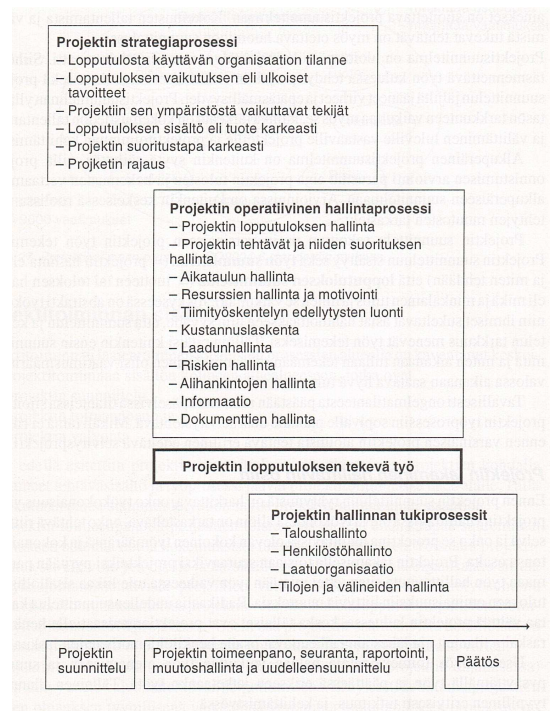 Projektin strategiaprosessi
– Lopputulosta käyttävän organisaation tilanne
– Lopputuloksen vaikutuksen eli ulkoiset
tavoitteet
– Projektiin sen ympäristöstä vaikuttavat tekijät
– Lopputuloksen sisältö eli tuote karkeasti
– Projektin suoritustapa karkeasti
– Projketin rajaus
Projektin operatiivinen hallintaprosessi
– Projektin lopputuloksen hallinta
– Projektin tehtävät ja niiden suorituksen
hallinta
– Aikataulun hallinta
– Resurssien hallinta ja motivointi
– Tiimityöskentelyn edellytysten luonti
– Kustannuslaskenta
– Laadunhallinta
– Riskien hallinta
– Alihankintojen hallinta
– Informaatio
– Dokumenttien hallinta
Projektin lopputuloksen tekevä työ
Projektin hallinnan tukiprosessit
– Taloushallinto
– Henkilöstöhallinto
– Laatuorganisaatio
–Tilojen ja välineiden hallinta
Projektin
suunnittelu
Projektin toimeenpano, seuranta, raportointi,
muutoshallinta ja uudelleensuunnittelu
Päätös